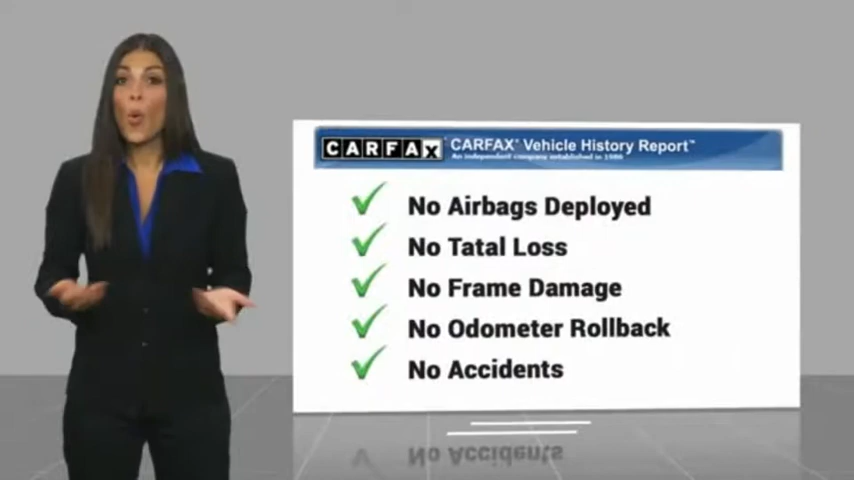 CARFAX CARFAX® Vehicle History Report™
An independent company established in 1986
No Airbags Deployed
No Tatal Loss
No Frame Damage
No Odometer Rollback
No Accidents
No Accidents